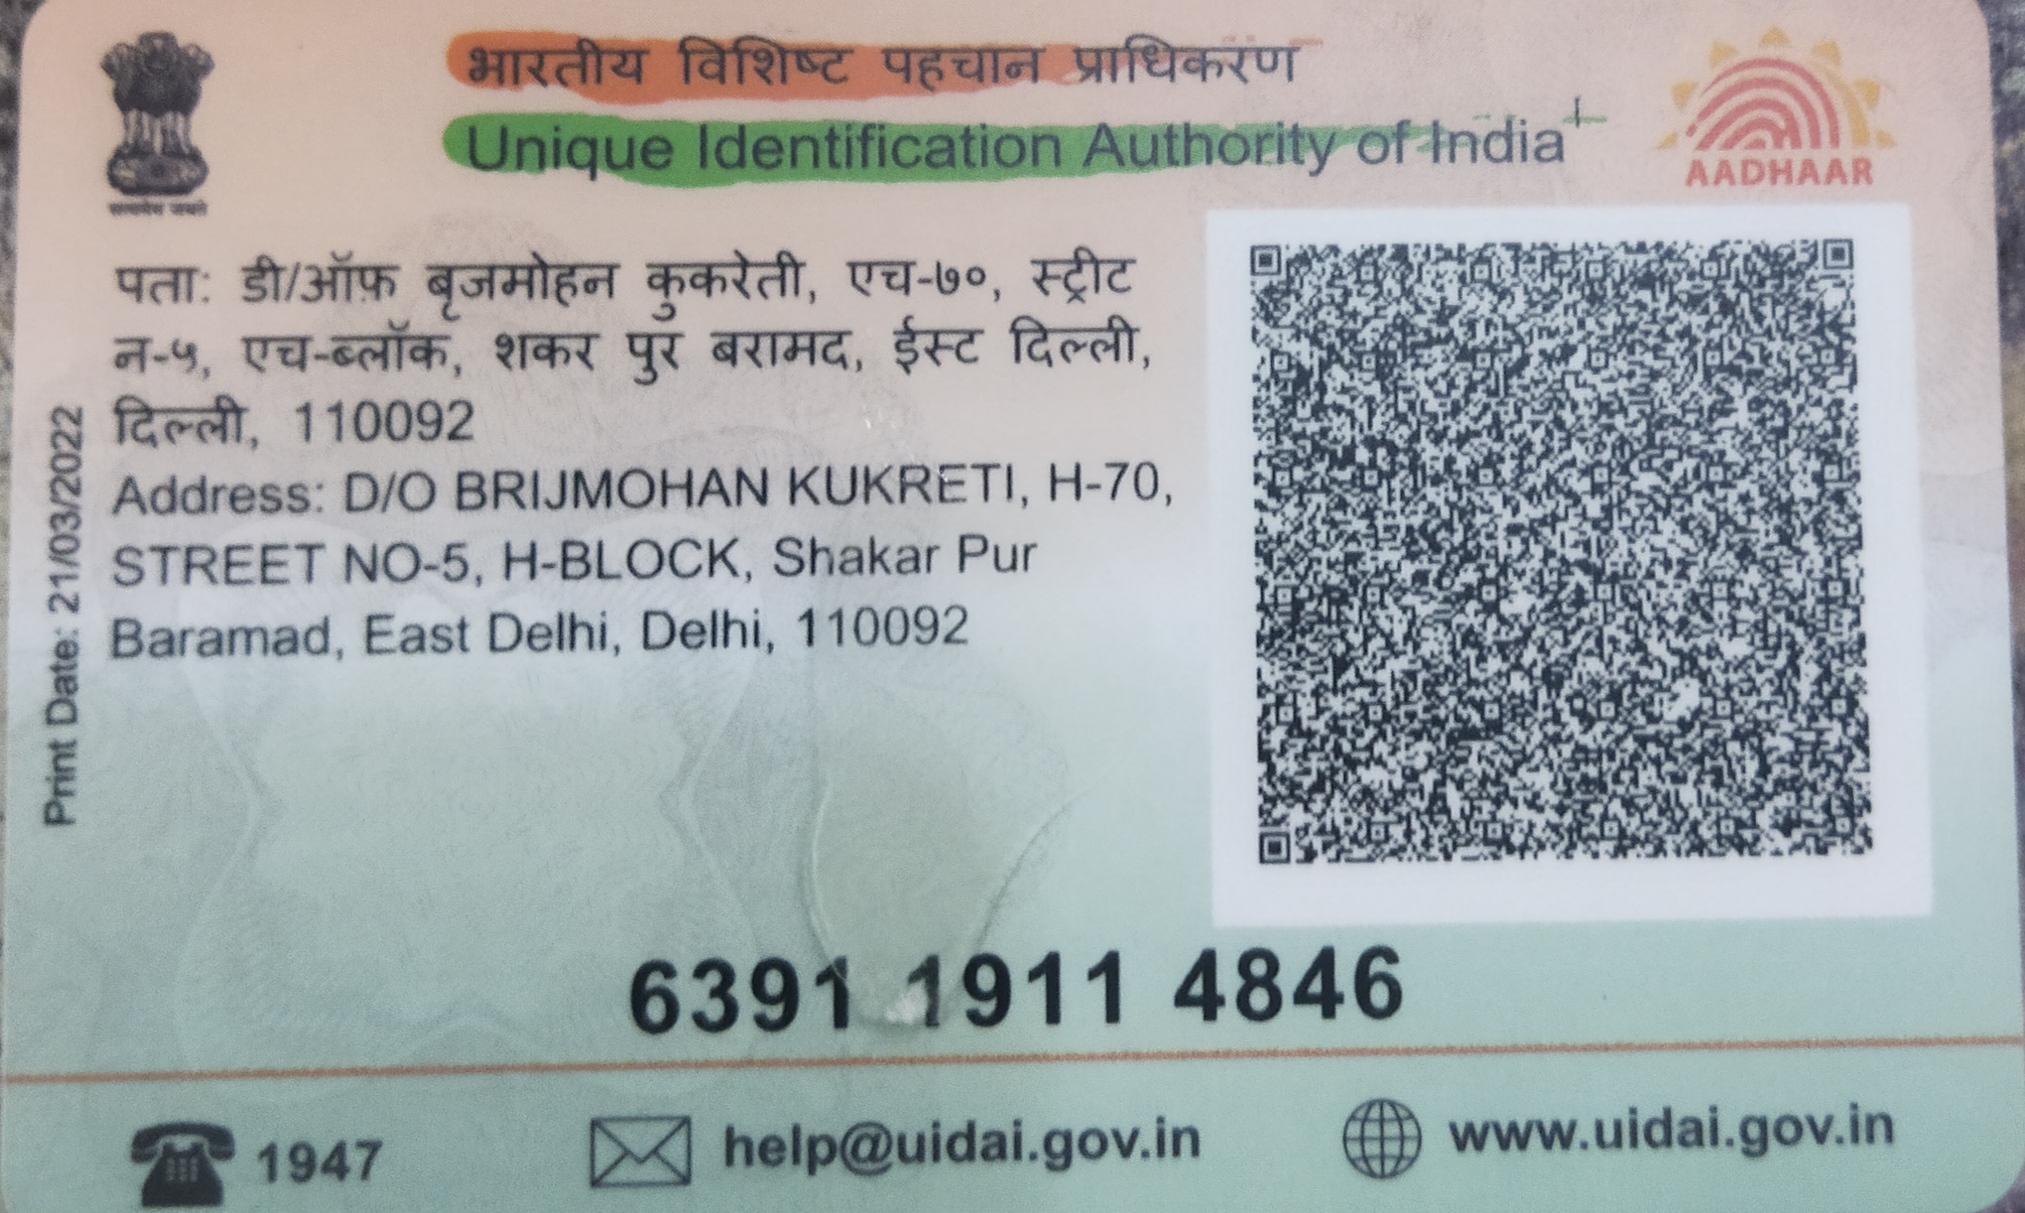 भारतीय विशिष्ट पहचान प्राधिकरण
Unique Identification Authority of India
AADHAAR
सत्यमेव जयते
पता: डी/ऑफ़ बृजमोहन कुकरेती, एच-७०, स्ट्रीट
न-५, एच-ब्लॉक, शकर पुर बरामद, ईस्ट दिल्ली,
दिल्ली, 110092
Address: D/O BRIJMOHAN KUKRETI, H-70,
STREET NO-5, H-BLOCK, Shakar Pur
Baramad, East Delhi, Delhi, 110092
Print Date: 21/03/2022
6391 1911 4846
1947
help@uidai.gov.in
www.uidai.gov.in